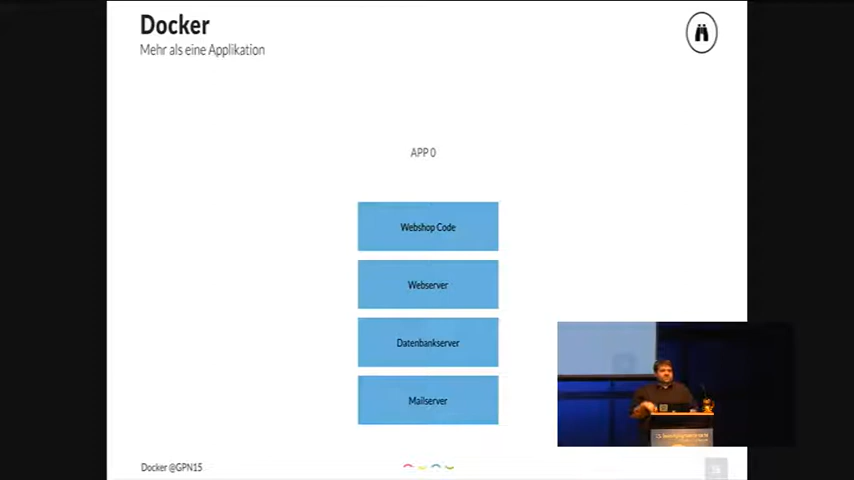 Docker
Mehr als eine Applikation
APP 0
Webshop Code
Webserver
Datenbankserver
Mailserver
Docker @GPN15